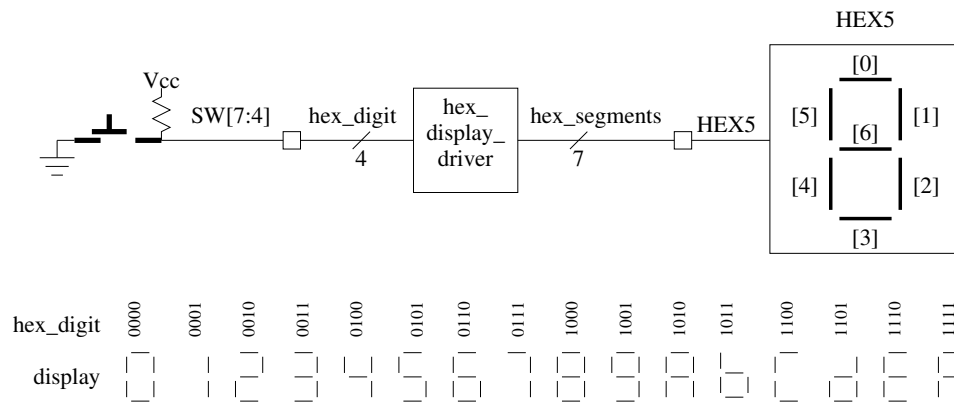 HEX5
Vcc
SW[7:4]
hex_digit
4
hex_
display_
driver
hex_segments
7
HEX5
[0]
[5]
[1]
[6]
[4]
[2]
[3]
hex_digit 0000 0001 0010 0011 0100 0101 0110 0111 1000 1001 1010 1011 1100 1101 1110 1111
display